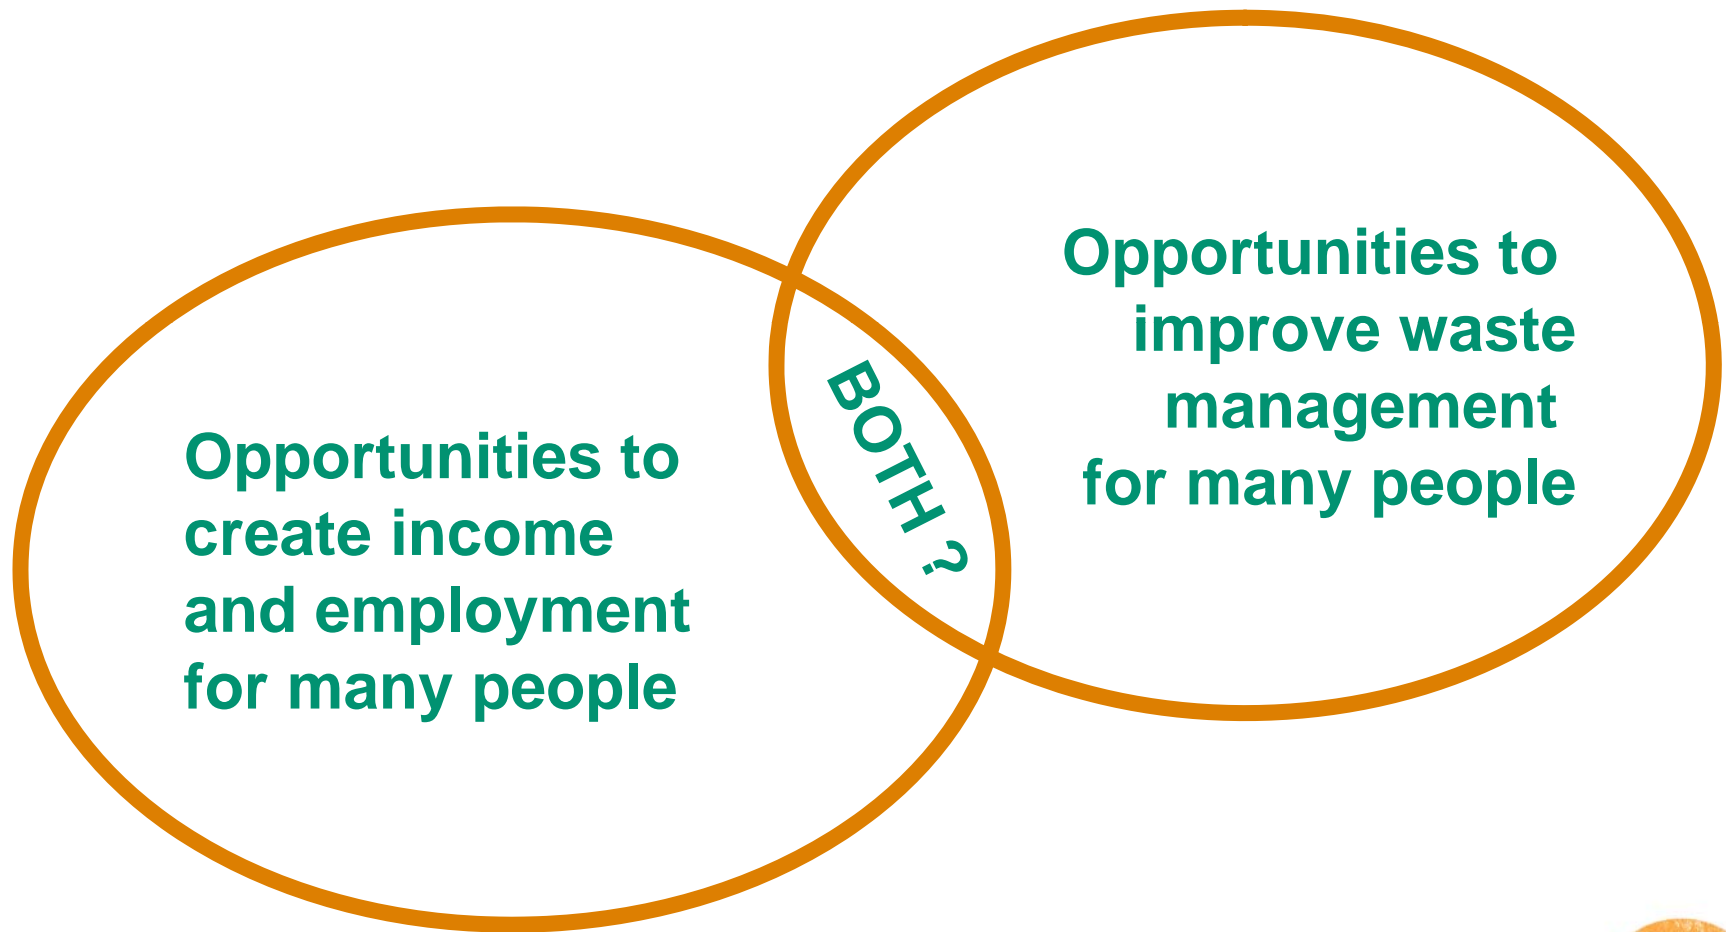 Opportunities to
create income
and employment
for many people
BOTH ?
Opportunities to
improve waste
management
for many people